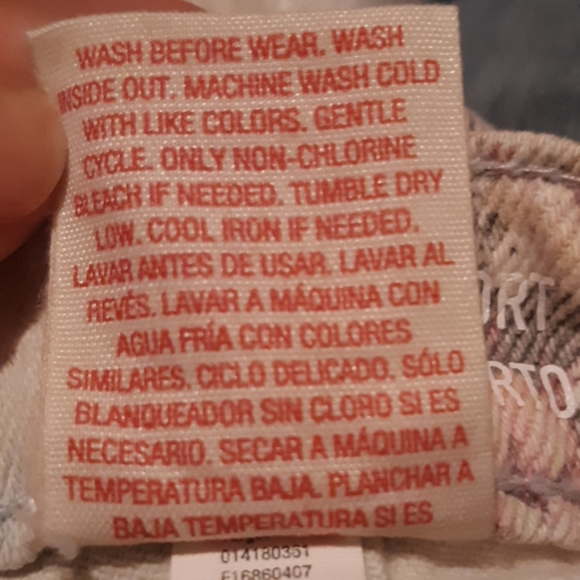 WASH BEFORE WEAR. WASH
INSIDE OUT. MACHINE WASH COLD
WITH LIKE COLORS. GENTLE
CYCLE. ONLY NON-CHLORINE
BLEACH IF NEEDED. TUMBLE DRY
LOW. COOL IRON IF NEEDED.
LAVAR ANTES DE USAR. LAVAR AL
REVÉS. LAVAR A MÁQUINA CON
AGUA FRÍA CON COLORES
SIMILARES. CICLO DELICADO. SÓLO
BLANQUEADOR SIN CLORO SI ES
NECESARIO. SECAR A MÁQUINA A
TEMPERATURA BAJA. PLANCHAR A
BAJA TEMPERATURA SI ES
014180361
F16860407